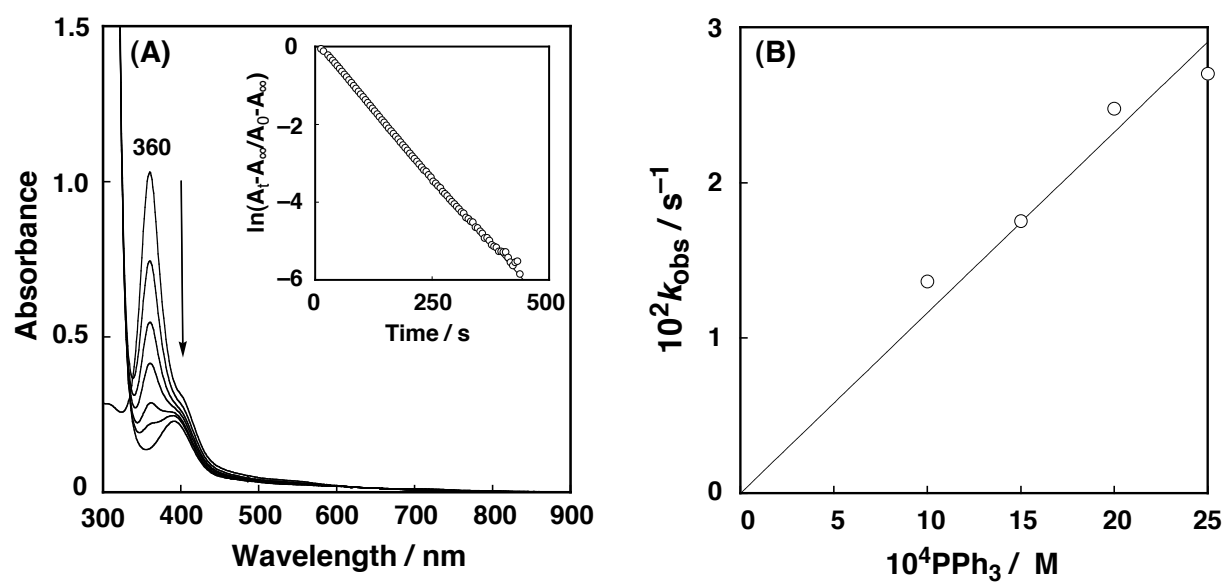 (A)
1.5
1.0
0.5
0
300 400 500 600 700 800 900
Absorbance
Wavelength / nm
360
0
–2
–4
–6
0 250 500
ln(Aₜ-A∞/A₀-A∞)
Time / s
(B)
3
2
1
0
0 5 10 15 20 25
10²kobs / s⁻¹
10⁴PPh₃ / M